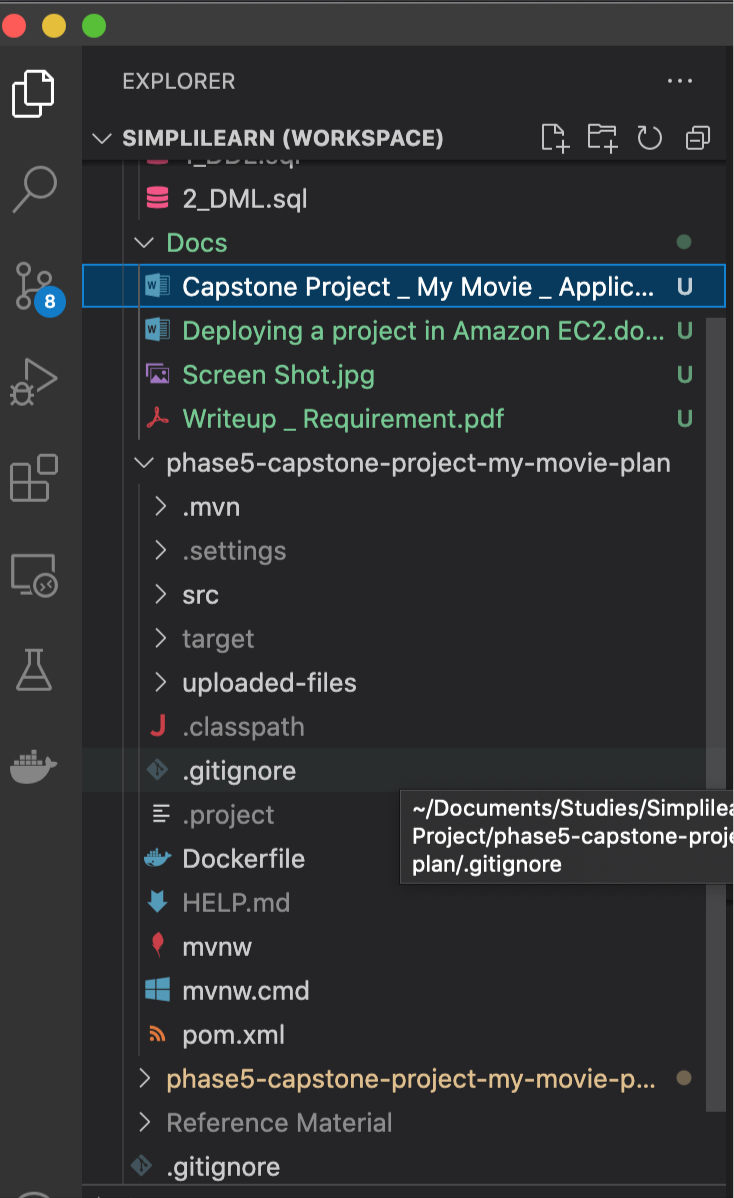 EXPLORER
SIMPLILEARN (WORKSPACE)
1_DDL.sql
2_DML.sql
Docs
Capstone Project _ My Movie _ Applic... U
8
Deploying a project in Amazon EC2.do... U
Screen Shot.jpg U
Writeup _ Requirement.pdf U
phase5-capstone-project-my-movie-plan
.mvn
.settings
src
target
uploaded-files
.classpath
.gitignore
.project
~/Documents/Studies/Simplilea
Project/phase5-capstone-proje
plan/.gitignore
Dockerfile
HELP.md
mvnw
mvnw.cmd
pom.xml
phase5-capstone-project-my-movie-p...
Reference Material
.gitignore